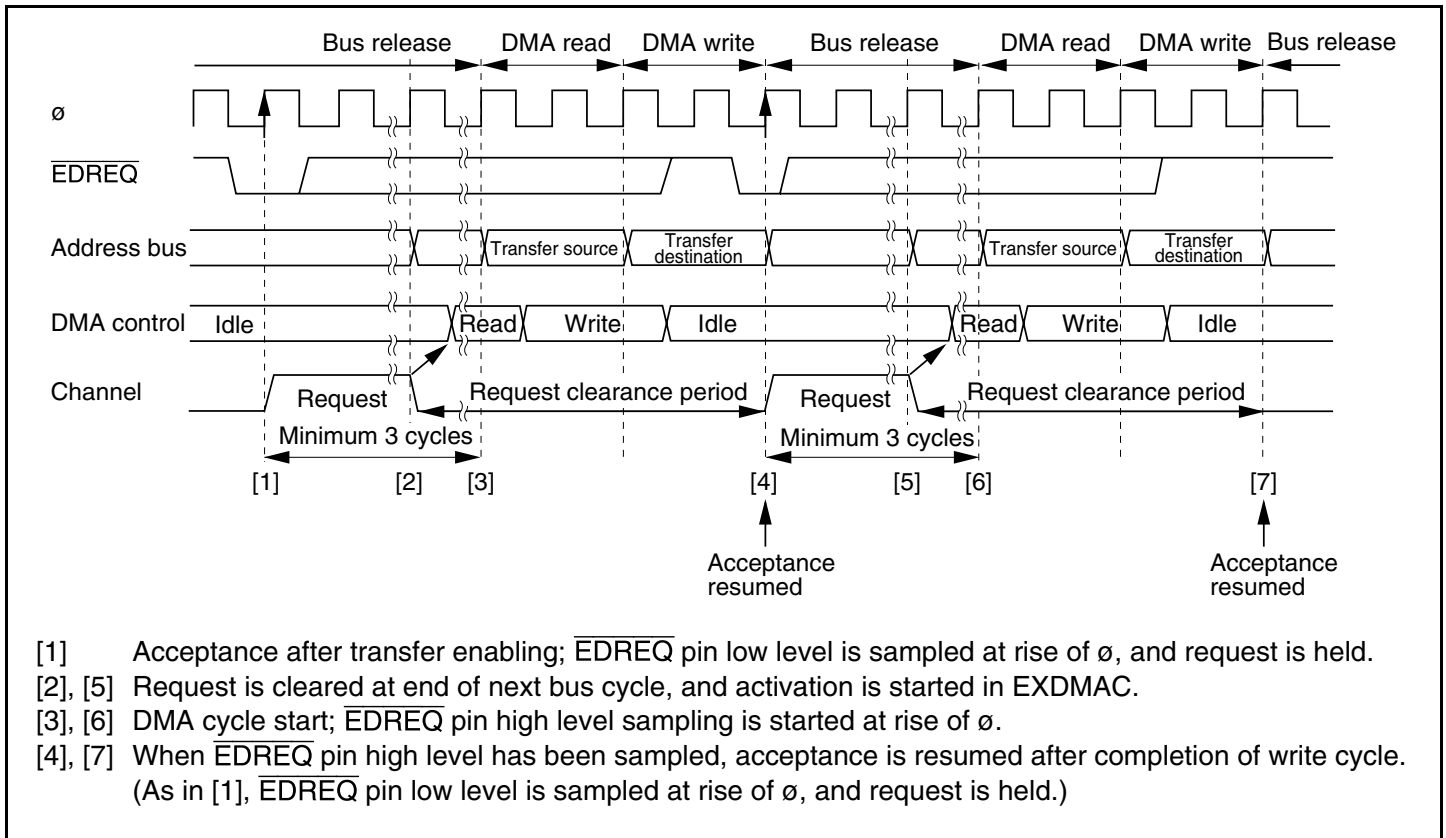 Bus release DMA read DMA write Bus release DMA read DMA write Bus release
ø
EDREQ
Address bus Transfer source Transfer destination Transfer source Transfer destination
DMA control Idle Read Write Idle Read Write Idle
Channel Request Request clearance period Request Request clearance period
Minimum 3 cycles Minimum 3 cycles
[1] [2] [3] [4] [5] [6] [7]
Acceptance resumed Acceptance resumed
[1] Acceptance after transfer enabling; EDREQ pin low level is sampled at rise of ø, and request is held.
[2], [5] Request is cleared at end of next bus cycle, and activation is started in EXDMAC.
[3], [6] DMA cycle start; EDREQ pin high level sampling is started at rise of ø.
[4], [7] When EDREQ pin high level has been sampled, acceptance is resumed after completion of write cycle.
(As in [1], EDREQ pin low level is sampled at rise of ø, and request is held.)